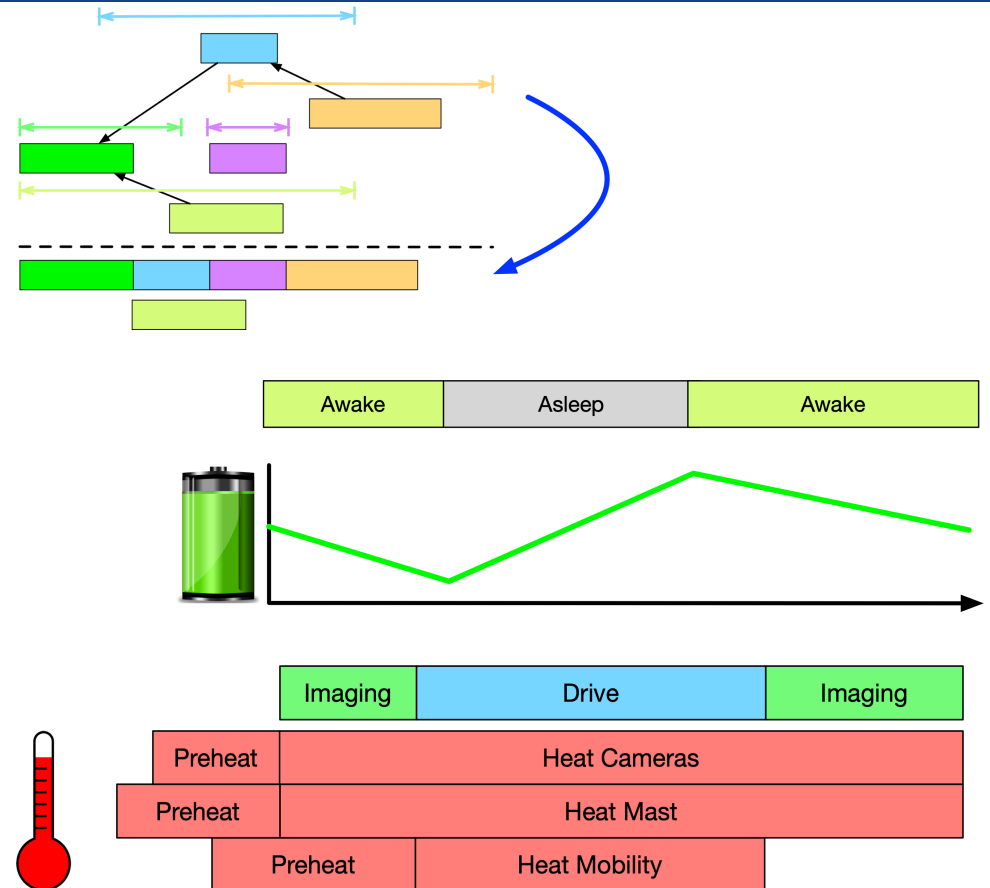 Awake Asleep Awake
Imaging Drive Imaging
Preheat Heat Cameras
Preheat Heat Mast
Preheat Heat Mobility